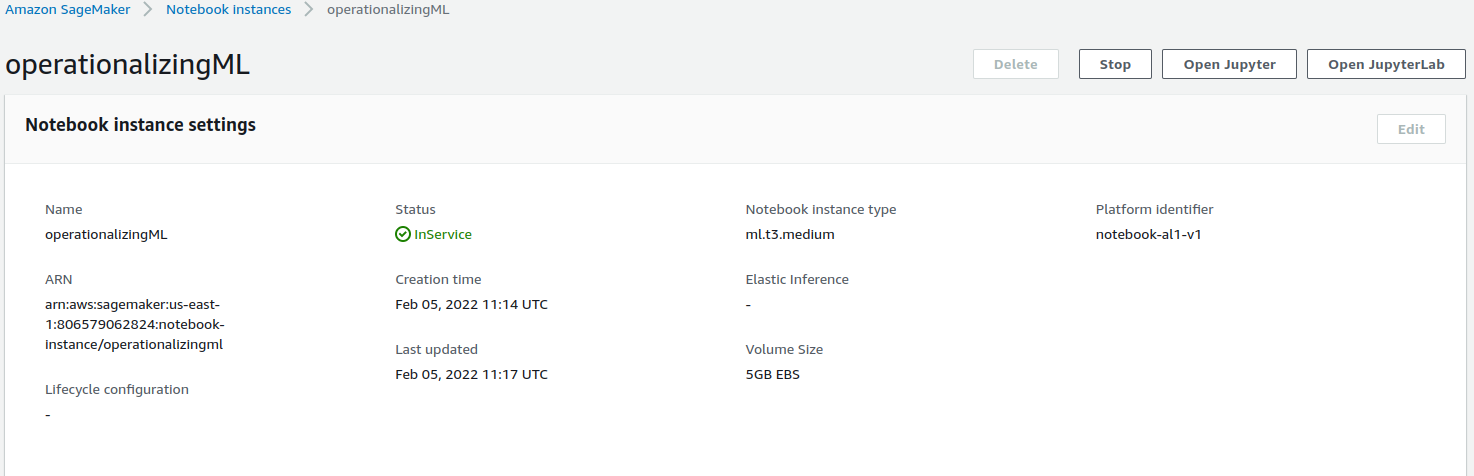 Amazon SageMaker > Notebook instances > operationalizingML
operationalizingML
Delete Stop Open Jupyter Open JupyterLab
Notebook instance settings
Edit
Name
operationalizingML
ARN
arn:aws:sagemaker:us-east-
1:806579062824:notebook-
instance/operationalizingml
Lifecycle configuration
-
Status
InService
Creation time
Feb 05, 2022 11:14 UTC
Last updated
Feb 05, 2022 11:17 UTC
Notebook instance type
ml.t3.medium
Elastic Inference
-
Volume Size
5GB EBS
Platform identifier
notebook-al1-v1